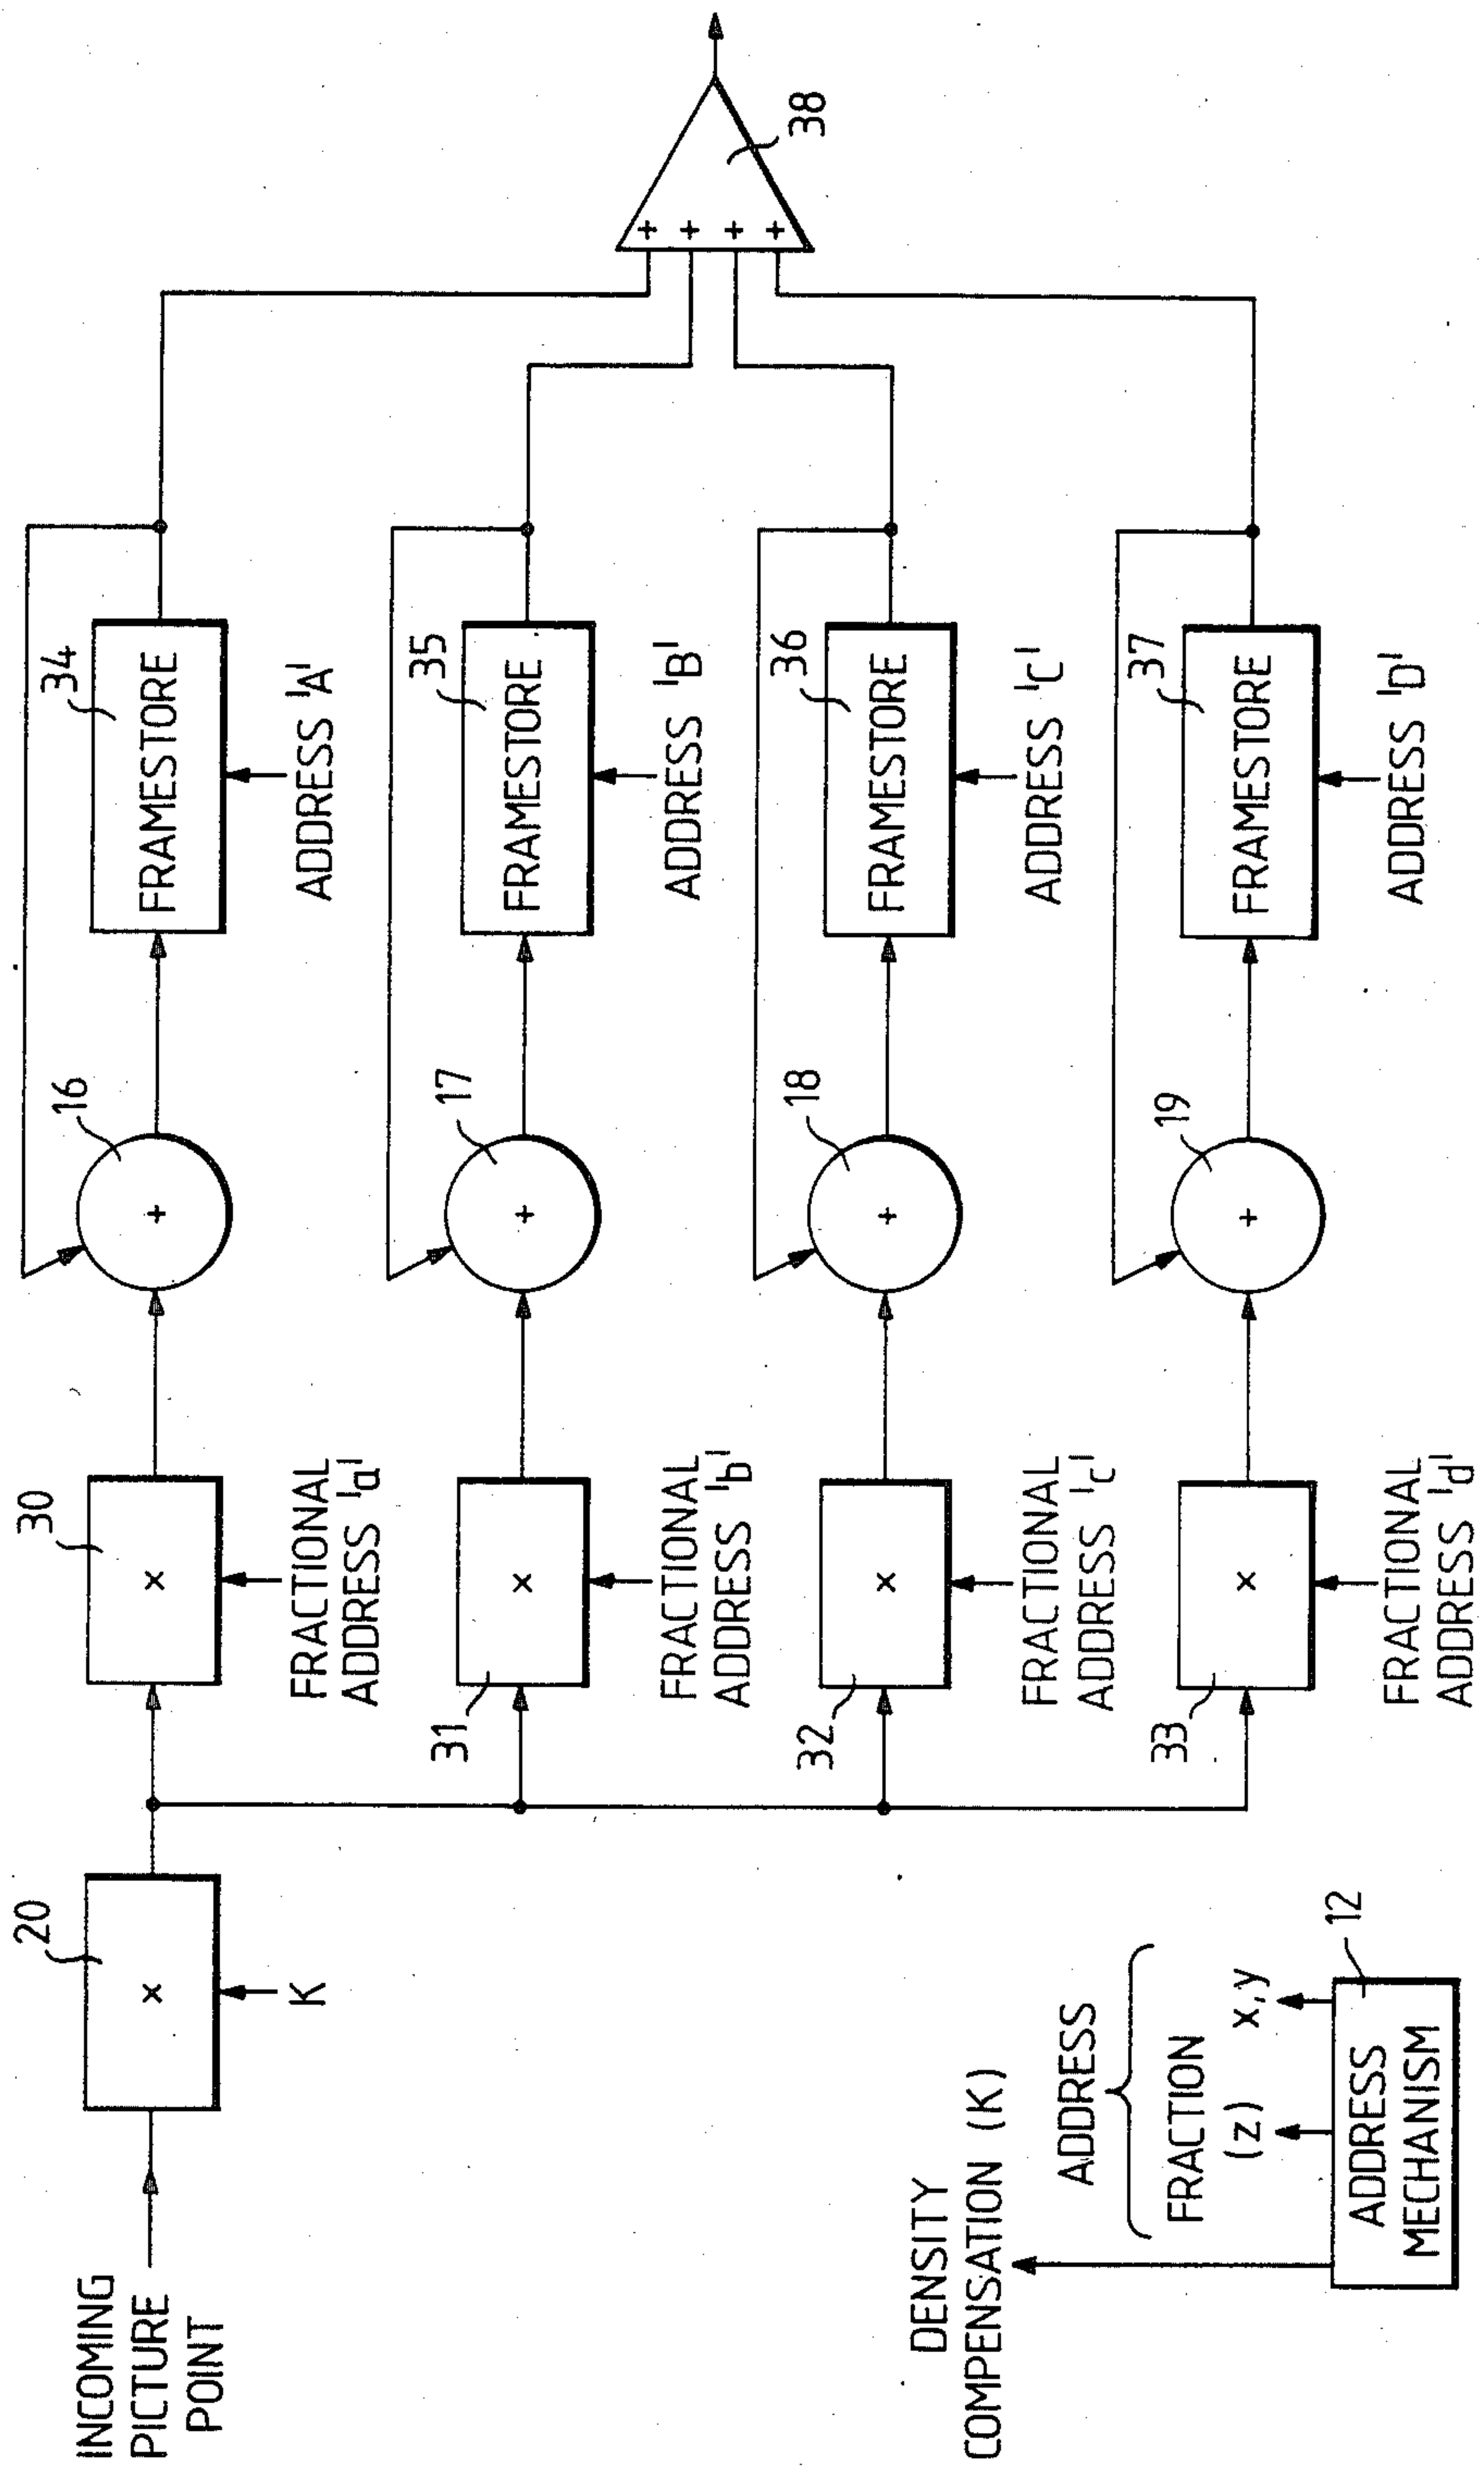 INCOMING
PICTURE
POINT
20
×
K
30
×
FRACTIONAL
ADDRESS 'a'
16
+
34
FRAMESTORE
ADDRESS 'A'
31
×
FRACTIONAL
ADDRESS 'b'
17
+
35
FRAMESTORE
ADDRESS 'B'
32
×
FRACTIONAL
ADDRESS 'c'
18
+
36
FRAMESTORE
ADDRESS 'C'
33
×
FRACTIONAL
ADDRESS 'd'
19
+
37
FRAMESTORE
ADDRESS 'D'
+
+
+
+
38
DENSITY
COMPENSATION (K)
ADDRESS
FRACTION
(z) x,y
12
ADDRESS
MECHANISM